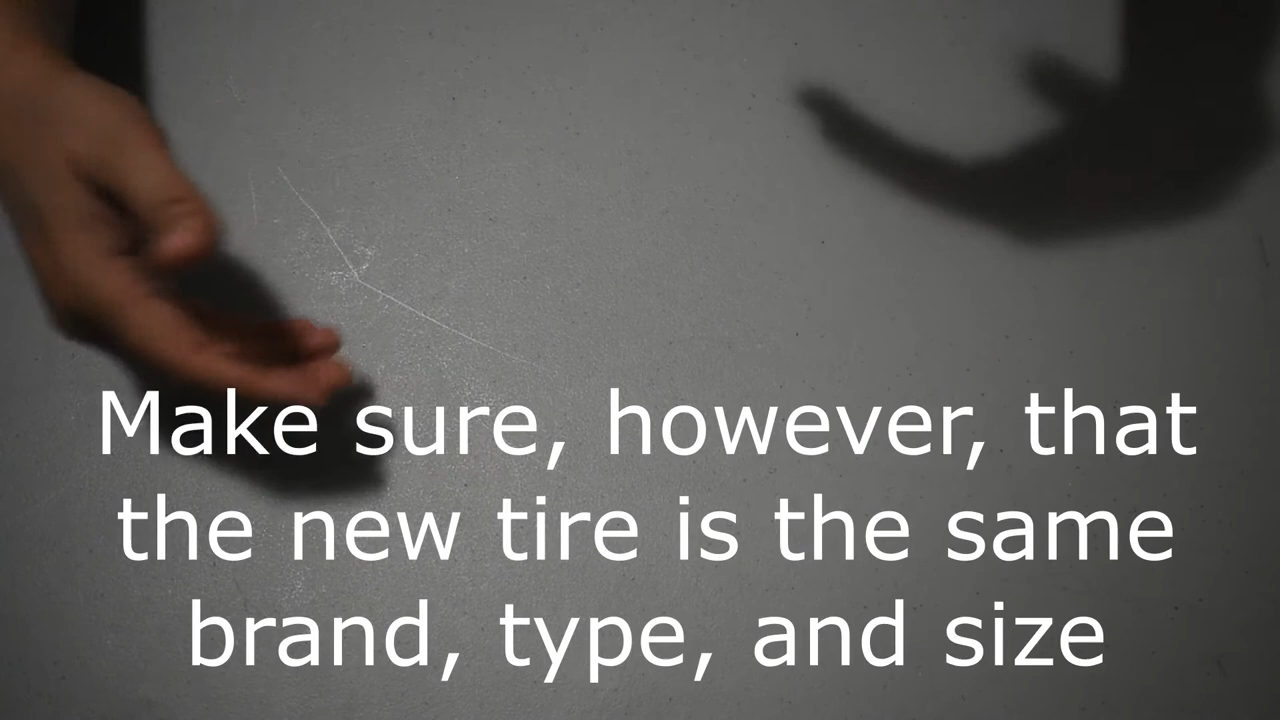 Make sure, however, that
the new tire is the same
brand, type, and size